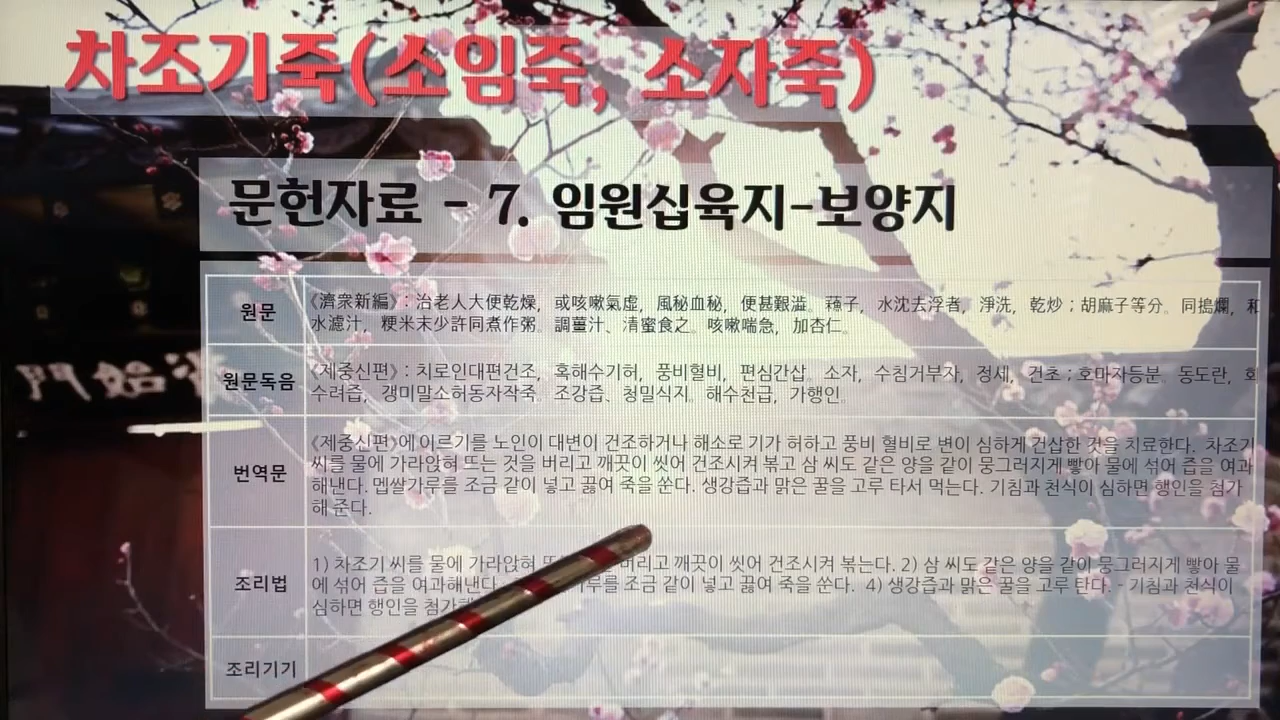 차조기죽(소임죽, 소자죽)
문헌자료 - 7. 임원십육지-보양지
원문
《濟衆新編》: 治老人大便乾燥, 或咳嗽氣虛, 風秘血秘, 便甚艱澁. 蘓子, 水沈去浮者, 淨洗, 乾炒; 胡麻子等分. 同搗爛, 和
水濾汁, 粳米末少許同煮作粥. 調薑汁、清蜜食之. 咳嗽喘急, 加杏仁.
원문독음
《제중신편》: 치로인대편건조, 혹해수기허, 풍비혈비, 편심간삽. 소자, 수침거부자, 정세, 건초; 호마자등분. 동도란, 화
수려즙, 갱미말소허동자작죽. 조강즙、청밀식지. 해수천급, 가행인.
번역문
《제중신편》에 이르기를 노인이 대변이 건조하거나 해소로 기가 허하고 풍비 혈비로 변이 심하게 건삽한 것을 치료한다. 차조기
씨를 물에 가라앉혀 뜨는 것을 버리고 깨끗이 씻어 건조시켜 볶고 삼 씨도 같은 양을 같이 뭉그러지게 빻아 물에 섞어 즙을 여과
해낸다. 멥쌀가루를 조금 같이 넣고 끓여 죽을 쑨다. 생강즙과 맑은 꿀을 고루 타서 먹는다. 기침과 천식이 심하면 행인을 첨가
해 준다.
조리법
1) 차조기 씨를 물에 가라앉혀 버리고 깨끗이 씻어 건조시켜 볶는다. 2) 삼 씨도 같은 양을 같이 뭉그러지게 빻아 물
에 섞어 즙을 여과해낸다. 조금 같이 넣고 끓여 죽을 쑨다. 4) 생강즙과 맑은 꿀을 고루 탄다. - 기침과 천식이
심하면 행인을
조리기기